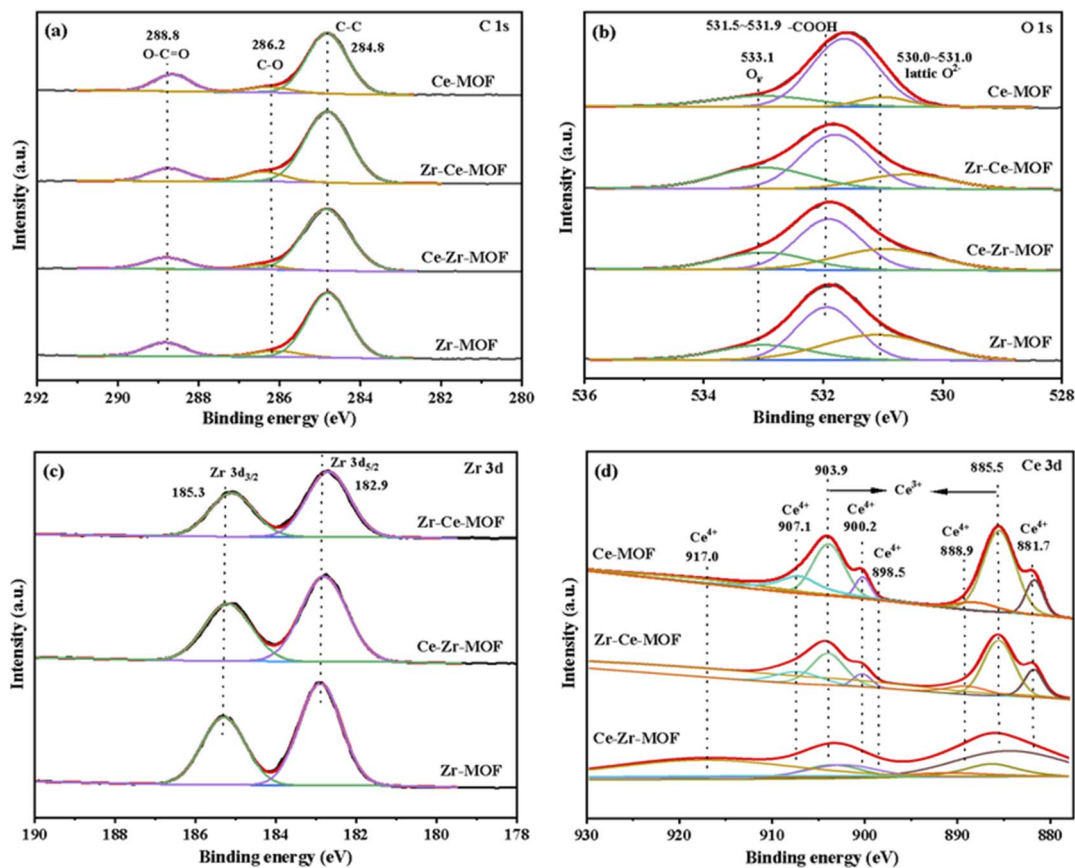 (a)
C 1s
288.8
O-C=O
286.2
C-O
C-C
284.8
Ce-MOF
Zr-Ce-MOF
Ce-Zr-MOF
Zr-MOF
Intensity (a.u.)
292 290 288 286 284 282 280
Binding energy (eV)
(b)
O 1s
531.5~531.9 -COOH
533.1
Oᵥ
530.0~531.0
lattic O²⁻
Ce-MOF
Zr-Ce-MOF
Ce-Zr-MOF
Zr-MOF
Intensity (a.u.)
536 534 532 530 528
Binding energy (eV)
(c)
Zr 3d
Zr 3d₃/₂
185.3
Zr 3d₅/₂
182.9
Zr-Ce-MOF
Ce-Zr-MOF
Zr-MOF
Intensity (a.u.)
190 188 186 184 182 180 178
Binding energy (eV)
(d)
Ce 3d
903.9
885.5
Ce³⁺
Ce⁴⁺
917.0
Ce⁴⁺
907.1
Ce⁴⁺
900.2
Ce⁴⁺
898.5
Ce⁴⁺
888.9
Ce⁴⁺
881.7
Ce-MOF
Zr-Ce-MOF
Ce-Zr-MOF
Intensity (a.u.)
930 920 910 900 890 880
Binding energy (eV)